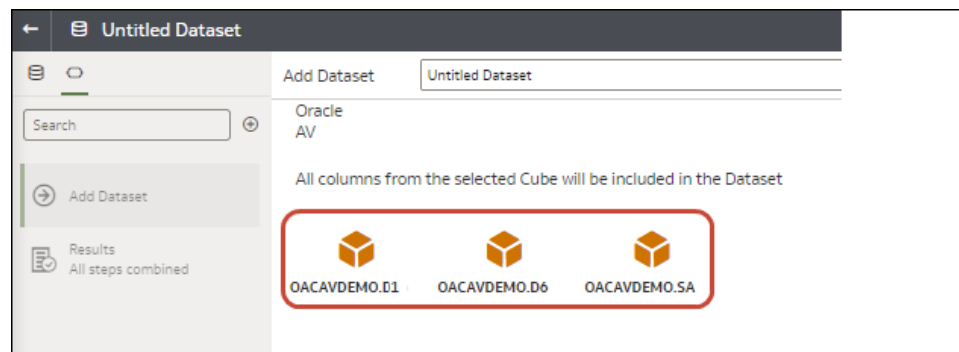 Untitled Dataset
Add Dataset
Untitled Dataset
Search
Oracle
AV
All columns from the selected Cube will be included in the Dataset
Add Dataset
Results
All steps combined
OACAVDEMO.D1
OACAVDEMO.D6
OACAVDEMO.SA